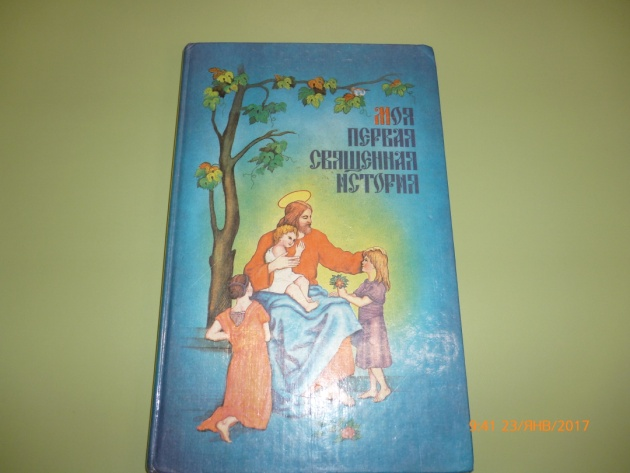 Моя
первая
священная
история
9:41 23/ЯНВ/2017